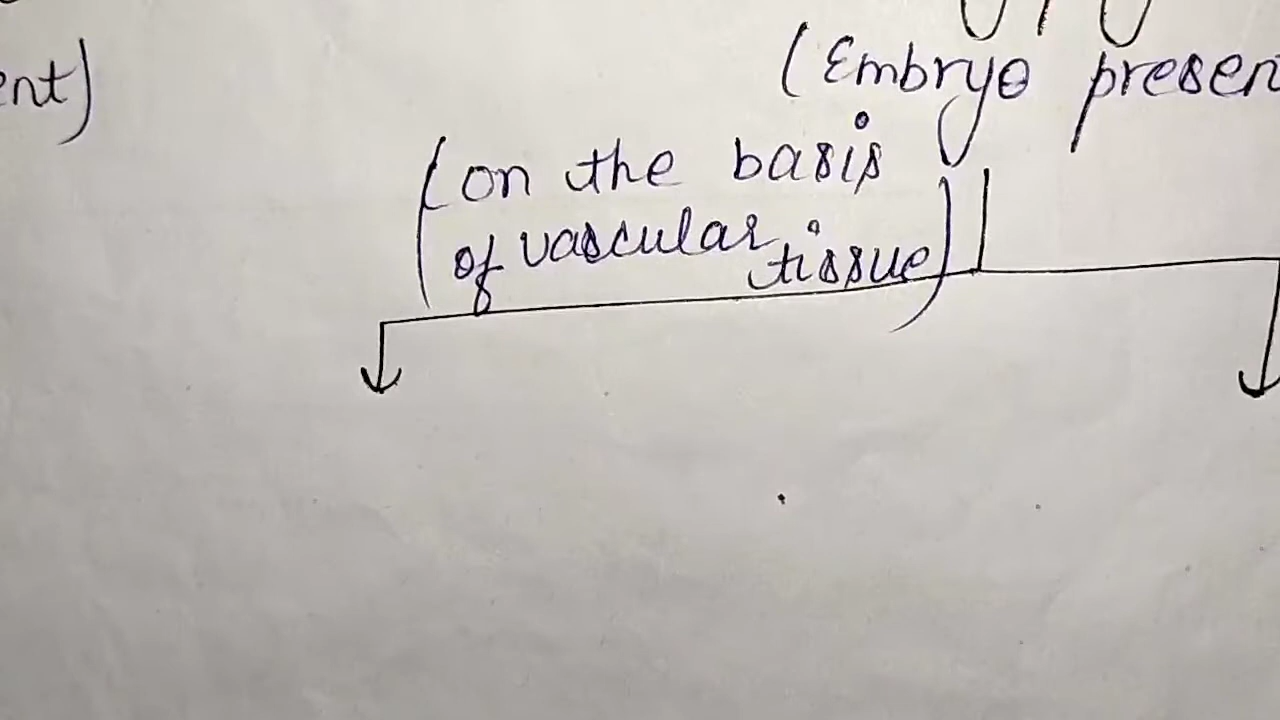 (Embryo presen
ent)
(on the basis
of vascular tissue)